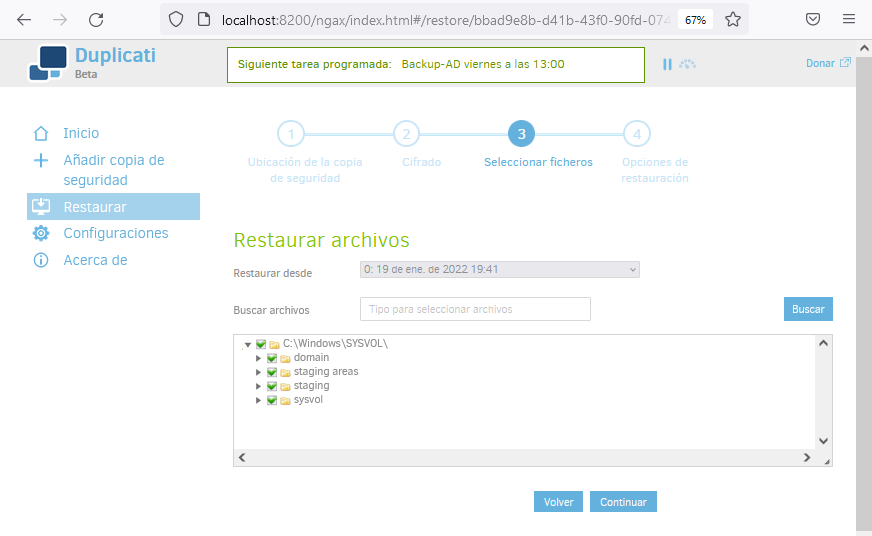 localhost:8200/ngax/index.html#/restore/bbad9e8b-d41b-43f0-90fd-074
67%
Duplicati
Beta
Siguiente tarea programada: Backup-AD viernes a las 13:00
Donar
Inicio
Añadir copia de
seguridad
Restaurar
Configuraciones
Acerca de
1
2
3
4
Ubicación de la copia
de seguridad
Cifrado
Seleccionar ficheros
Opciones de
restauración
Restaurar archivos
Restaurar desde
0: 19 de ene. de 2022 19:41
Buscar archivos
Tipo para seleccionar archivos
Buscar
C:\Windows\SYSVOL\
domain
staging areas
staging
sysvol
Volver
Continuar